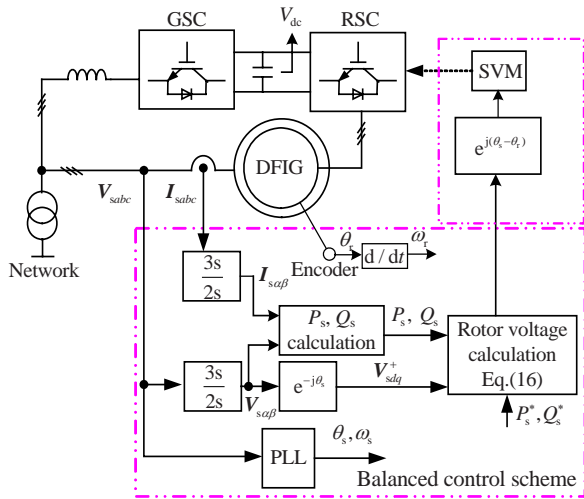 GSC
V_dc
RSC
SVM
e^j(θ_s−θ_r)
DFIG
V_sabc
I_sabc
Network
Encoder
θ_r
d / dt
ω_r
3s
2s
I_sαβ
P_s, Q_s
calculation
P_s, Q_s
Rotor voltage
calculation
Eq.(16)
3s
2s
V_sαβ
e^−jθ_s
V^+_sdq
P_s^*, Q_s^*
PLL
θ_s, ω_s
Balanced control scheme